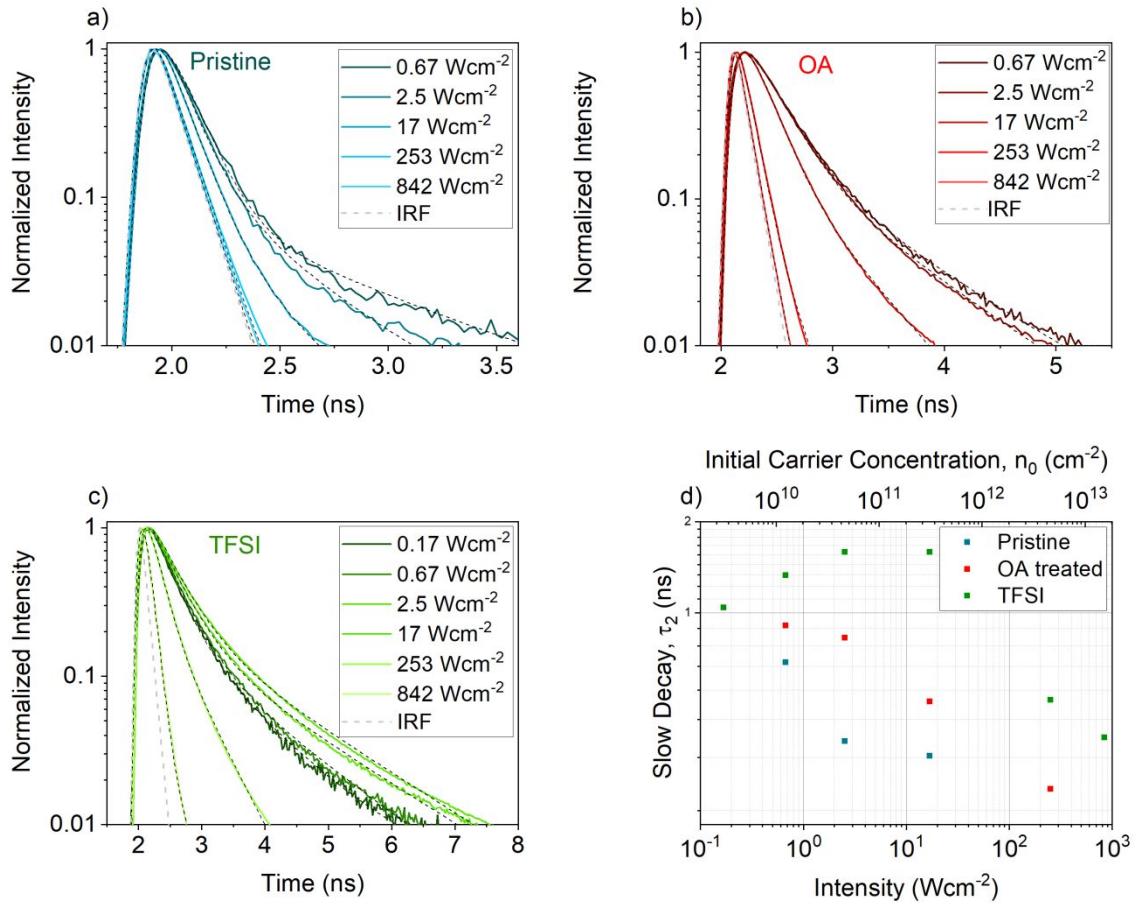 a)
Pristine
0.67 Wcm⁻²
2.5 Wcm⁻²
17 Wcm⁻²
253 Wcm⁻²
842 Wcm⁻²
IRF
1
0.1
0.01
Normalized Intensity
2.0 2.5 3.0 3.5
Time (ns)
b)
OA
0.67 Wcm⁻²
2.5 Wcm⁻²
17 Wcm⁻²
253 Wcm⁻²
842 Wcm⁻²
IRF
1
0.1
0.01
Normalized Intensity
2 3 4 5
Time (ns)
c)
TFSI
0.17 Wcm⁻²
0.67 Wcm⁻²
2.5 Wcm⁻²
17 Wcm⁻²
253 Wcm⁻²
842 Wcm⁻²
IRF
1
0.1
0.01
Normalized Intensity
2 3 4 5 6 7 8
Time (ns)
Initial Carrier Concentration, n₀ (cm⁻²)
d)
10¹⁰ 10¹¹ 10¹² 10¹³
Pristine
OA treated
TFSI
2
1
Slow Decay, τ₂ (ns)
10⁻¹ 10⁰ 10¹ 10² 10³
Intensity (Wcm⁻²)